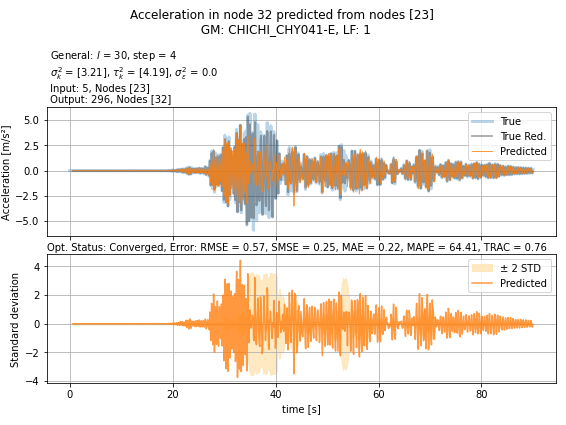 Acceleration in node 32 predicted from nodes [23]
GM: CHICHI_CHY041-E, LF: 1
General: l = 30, step = 4
σ²ₖ = [3.21], τ²ₖ = [4.19], σ²ε = 0.0
Input: 5, Nodes [23]
Output: 296, Nodes [32]
Acceleration [m/s²]
5.0
2.5
0.0
−2.5
−5.0
True
True Red.
Predicted
Opt. Status: Converged, Error: RMSE = 0.57, SMSE = 0.25, MAE = 0.22, MAPE = 64.41, TRAC = 0.76
Standard deviation
4
2
0
−2
−4
± 2 STD
Predicted
0
20
40
60
80
time [s]